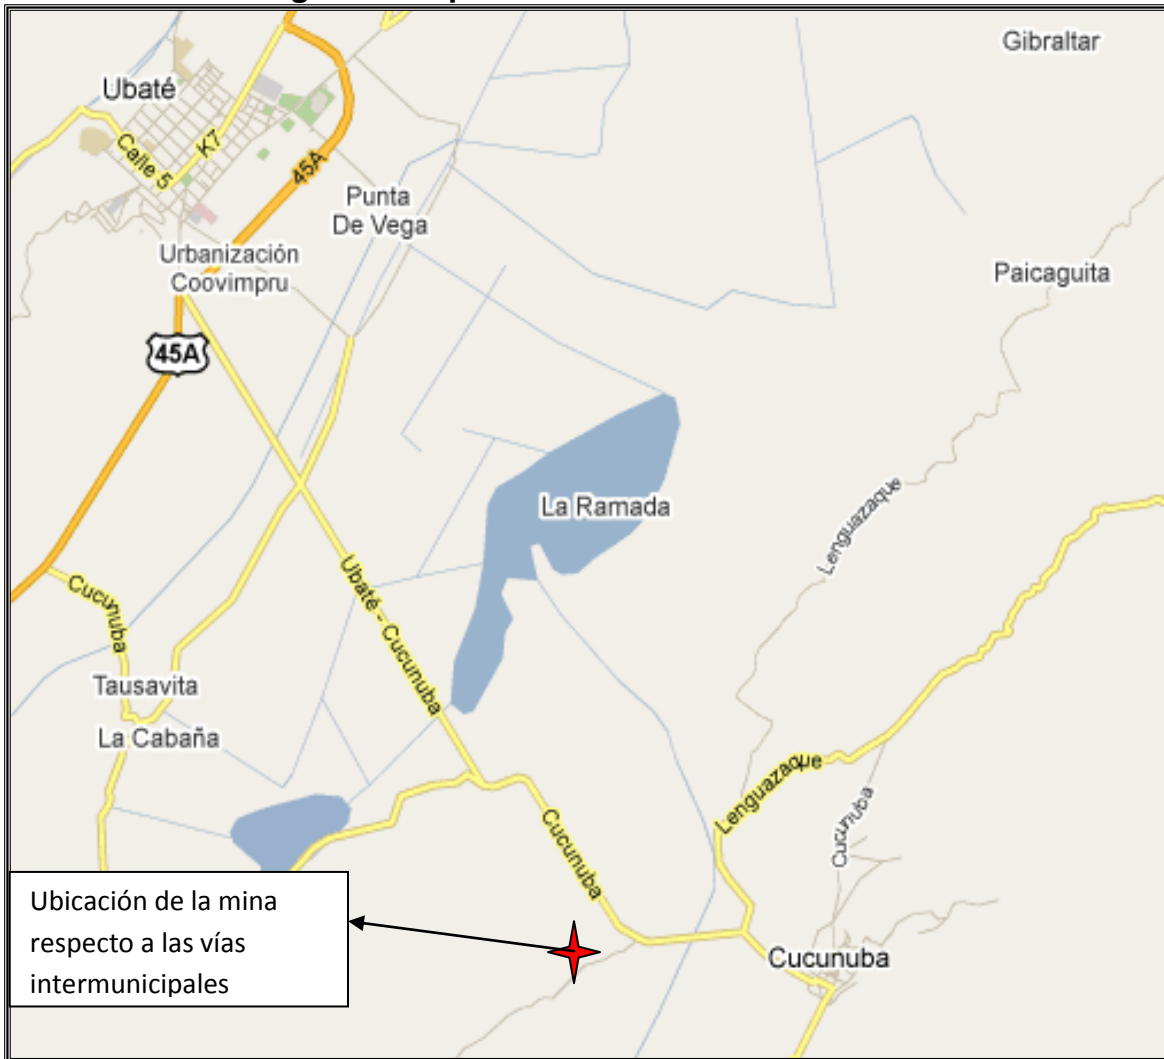 Gibraltar
Ubaté
Calle 5
K7
45A
Punta
De Vega
Urbanización
Coovimpru
Paicaguita
45A
La Ramada
Lenguazaque
Cucunuba
Ubaté - Cucunuba
Tausavita
La Cabaña
Lenguazaque
Cucunuba
Cucunuba
Ubicación de la mina
respecto a las vías
intermunicipales
Cucunuba